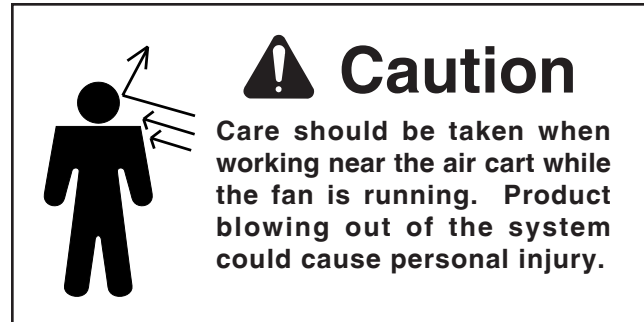 Caution
Care should be taken when
working near the air cart while
the fan is running. Product
blowing out of the system
could cause personal injury.